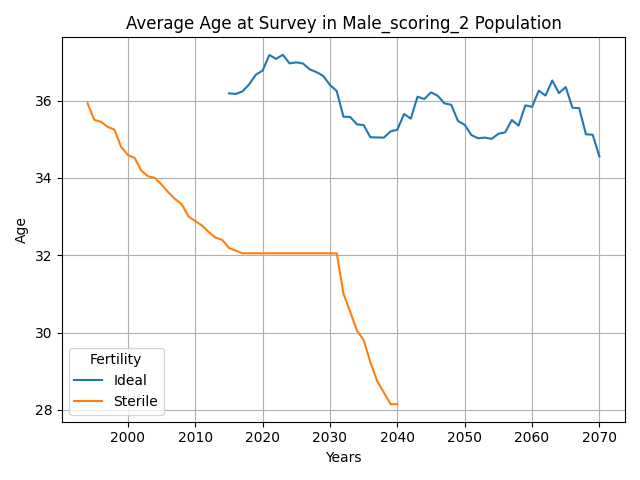 Average Age at Survey in Male_scoring_2 Population
Age
36
34
32
30
28
Fertility
Ideal
Sterile
2000 2010 2020 2030 2040 2050 2060 2070
Years